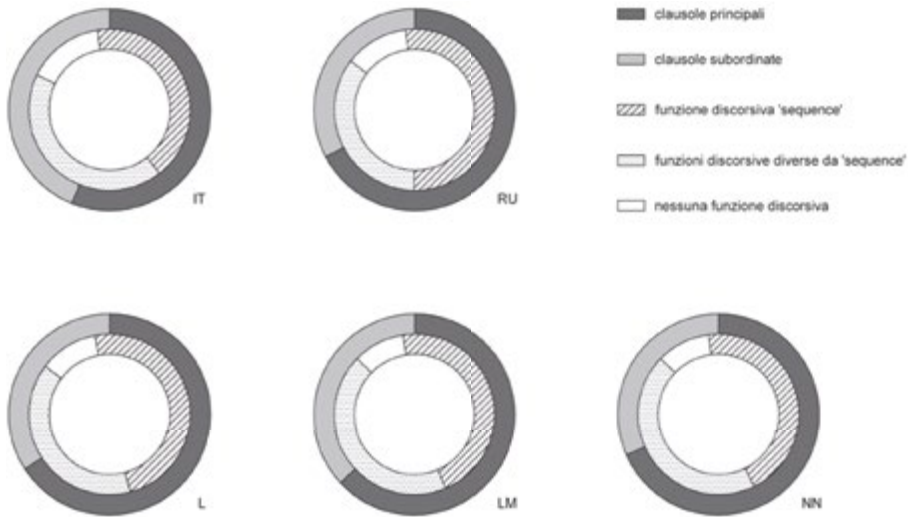 clausole principali
clausole subordinate
funzione discorsiva 'sequence'
funzioni discorsive diverse da 'sequence'
nessuna funzione discorsiva
IT
RU
L
LM
NN